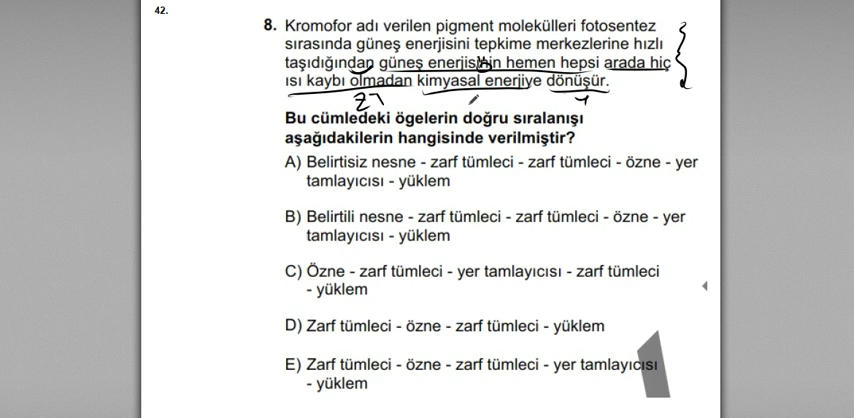 42.
8. Kromofor adı verilen pigment molekülleri fotosentez
sırasında güneş enerjisini tepkime merkezlerine hızlı
taşıdığından güneş enerjisinin hemen hepsi arada hiç
ısı kaybı olmadan kimyasal enerjiye dönüşür.
Bu cümledeki ögelerin doğru sıralanışı
aşağıdakilerin hangisinde verilmiştir?
A) Belirtisiz nesne - zarf tümleci - zarf tümleci - özne - yer
tamlayıcısı - yüklem
B) Belirtili nesne - zarf tümleci - zarf tümleci - özne - yer
tamlayıcısı - yüklem
C) Özne - zarf tümleci - yer tamlayıcısı - zarf tümleci
- yüklem
D) Zarf tümleci - özne - zarf tümleci - yüklem
E) Zarf tümleci - özne - zarf tümleci - yer tamlayıcısı
- yüklem